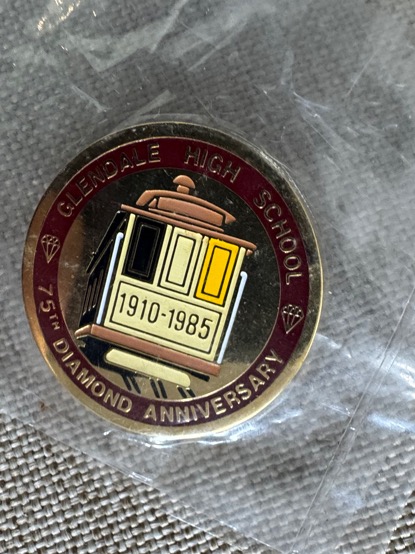 GLENDALE HIGH SCHOOL
1910-1985
75TH DIAMOND ANNIVERSARY